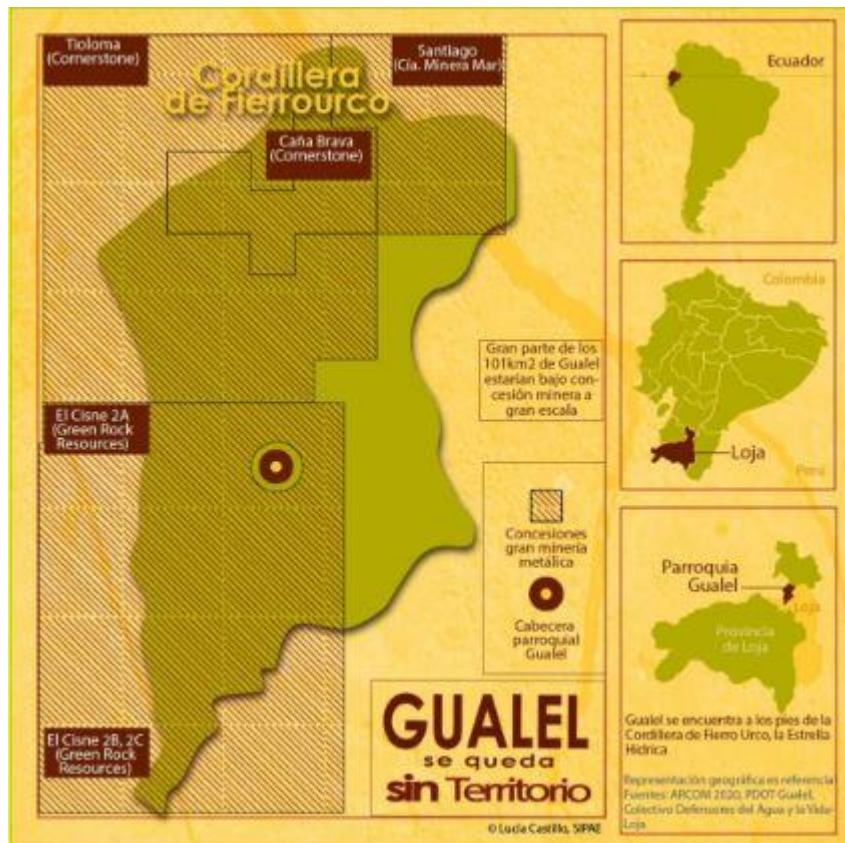 Tioloma
(Cornerstone)
Santiago
(Cía. Minera Mar)
Cordillera
de Fierrourco
Caña Brava
(Cornerstone)
Gran parte de los
101km2 de Gualel
estarían bajo con-
cesión minera a
gran escala
El Cisne 2A
(Green Rock
Resources)
Concesiones
gran minería
metálica
Cabecera
parroquial
Gualel
El Cisne 2B, 2C
(Green Rock
Resources)
GUALEL
se queda
sin Territorio
© Lucía Castillo, SIPAE
Ecuador
Colombia
Loja
Perú
Parroquia
Gualel
Loja
Provincia
de Loja
Gualel se encuentra a los pies de la
Cordillera de Fierro Urco, la Estrella
Hídrica
Representación geográfica es referencia
Fuentes: ARCOM 2020, PDOT Gualel,
Colectivo Defensores del Agua y la Vida-
Loja